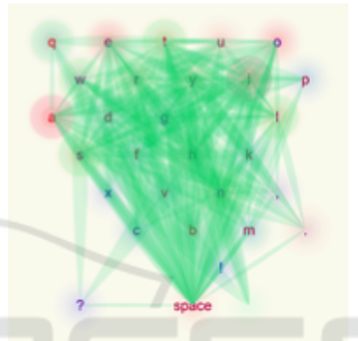 q e t u o
w r y i p
a d g l
s f h k
x v n ,
c b m .
!
? space